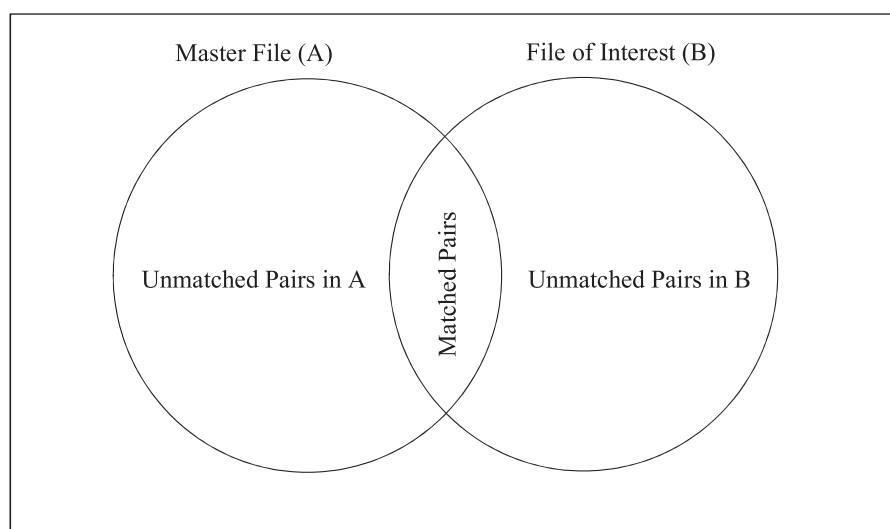 Master File (A)
File of Interest (B)
Unmatched Pairs in A
Matched Pairs
Unmatched Pairs in B